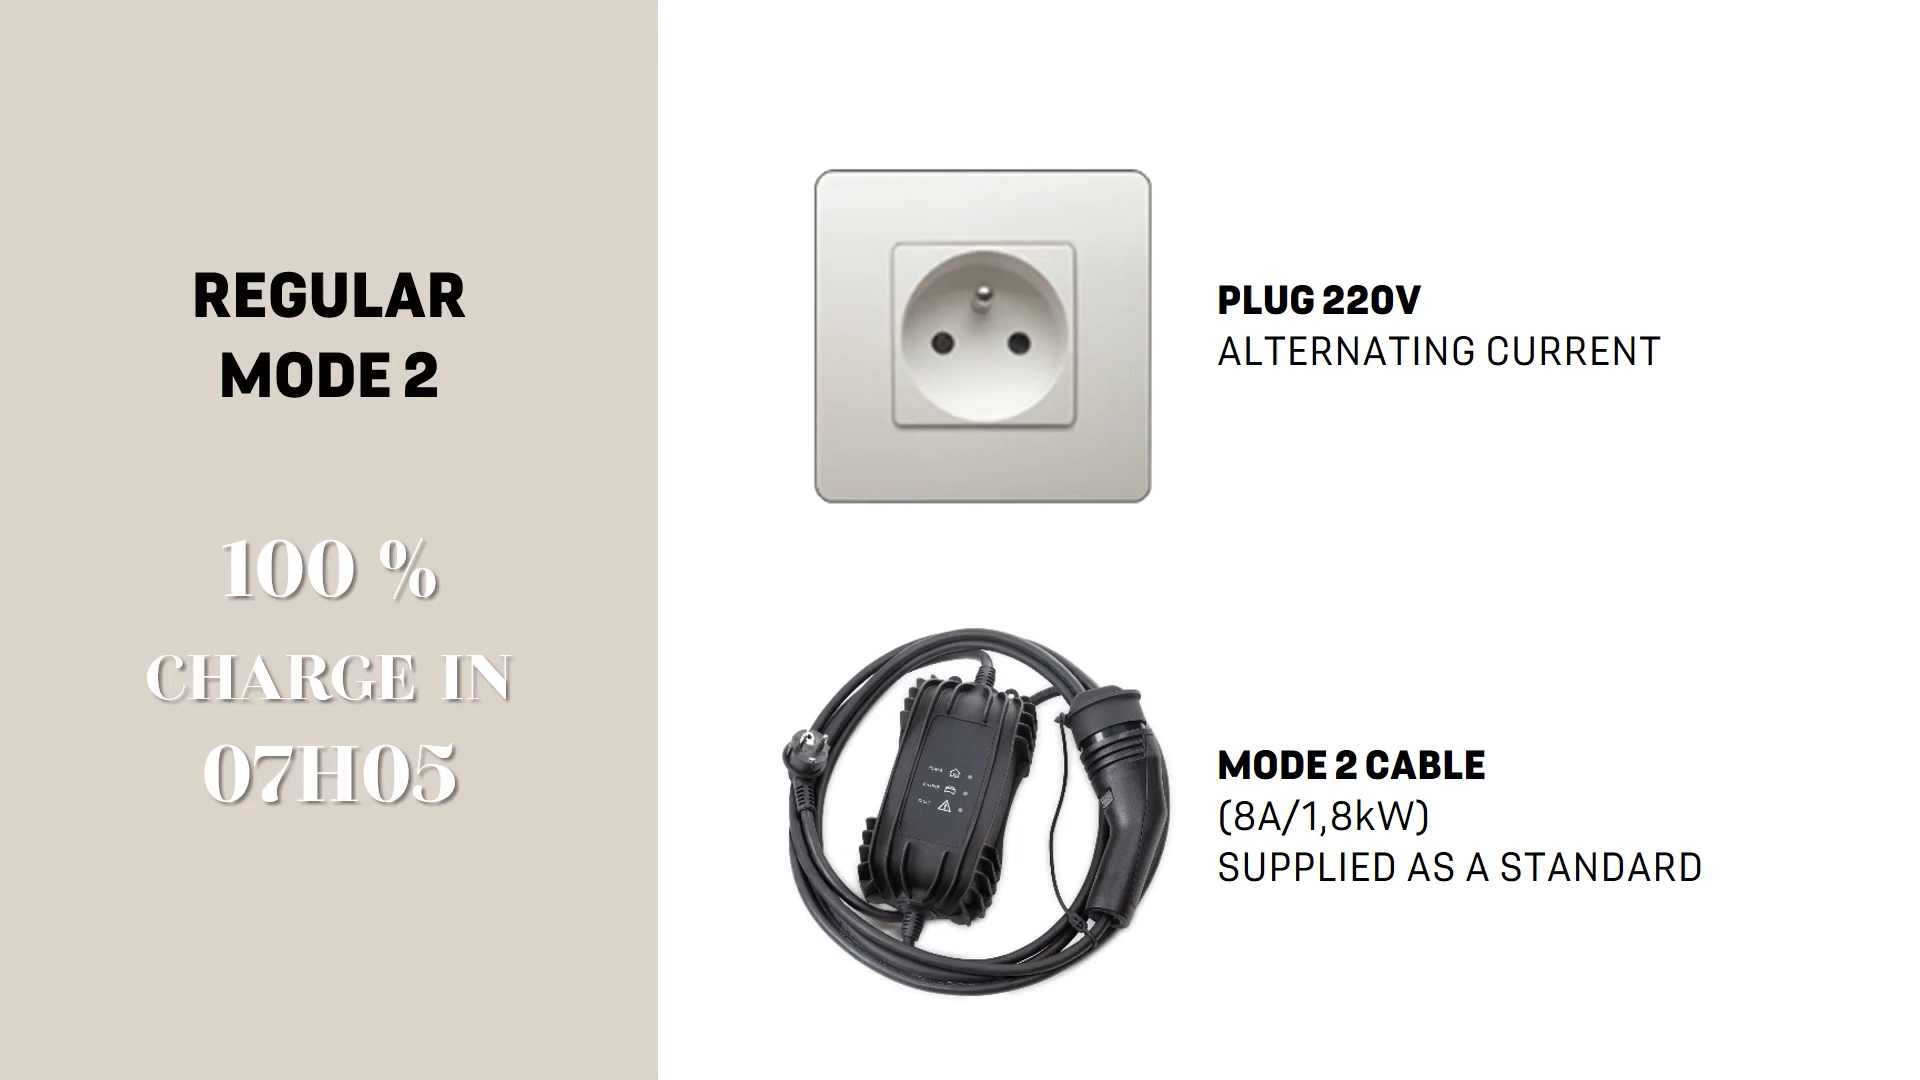 REGULAR
MODE 2
100 %
CHARGE IN
07H05
PLUG 220V
ALTERNATING CURRENT
MODE 2 CABLE
(8A/1,8kW)
SUPPLIED AS A STANDARD